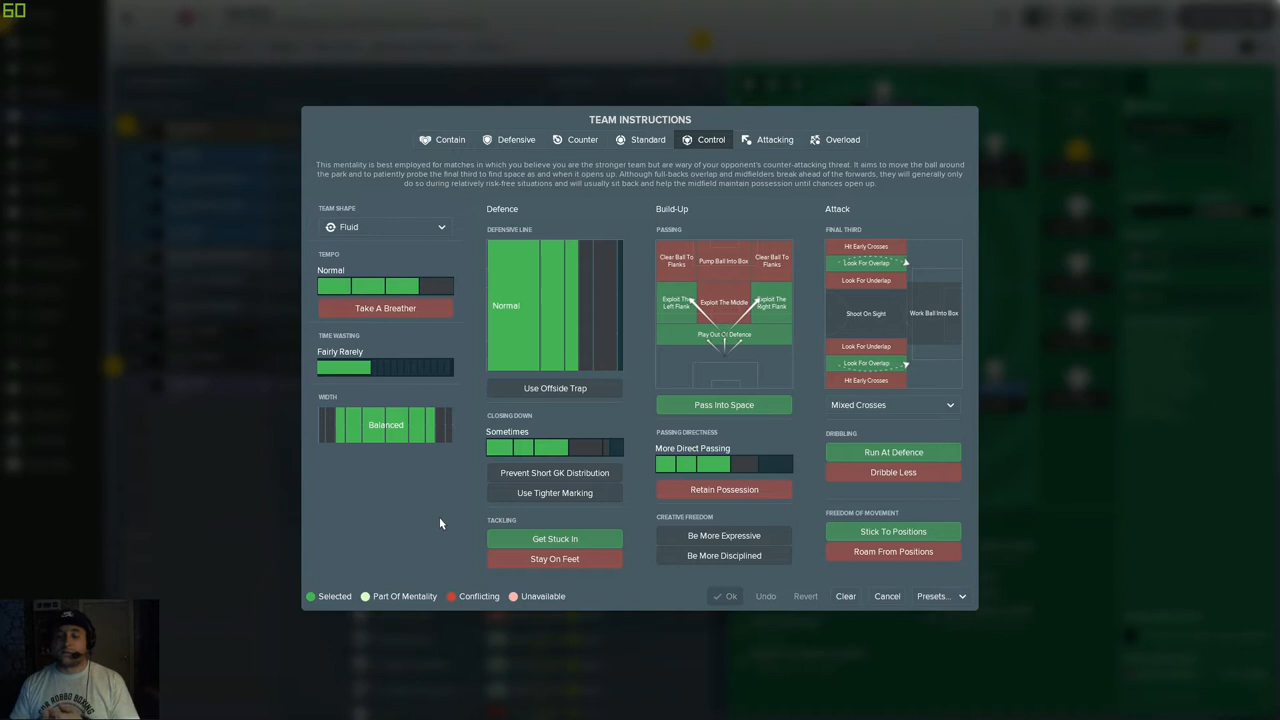 60
TEAM INSTRUCTIONS
Contain
Defensive
Counter
Standard
Control
Attacking
Overload
This mentality is best employed for matches in which you believe you are the stronger team but are wary of your opponent's counter-attacking threat. It aims to move the ball around
the park and to patiently probe the final third to find space as and when it opens up. Although full-backs overlap and midfielders break ahead of the forwards, they will generally only
do so during relatively risk-free situations and will usually sit back and help the midfield maintain possession until chances open up.
TEAM SHAPE
Fluid
TEMPO
Normal
Take A Breather
TIME WASTING
Fairly Rarely
WIDTH
Balanced
Defence
DEFENSIVE LINE
Normal
Use Offside Trap
CLOSING DOWN
Sometimes
Prevent Short GK Distribution
Use Tighter Marking
TACKLING
Get Stuck In
Stay On Feet
Build-Up
PASSING
Clear Ball To
Flanks
Pump Ball Into Box
Clear Ball To
Flanks
Exploit The
Left Flank
Exploit The Middle
Exploit The
Right Flank
Play Out Of Defence
Pass Into Space
PASSING DIRECTNESS
More Direct Passing
Retain Possession
CREATIVE FREEDOM
Be More Expressive
Be More Disciplined
Attack
FINAL THIRD
Hit Early Crosses
Look For Overlap
Look For Underlap
Shoot On Sight
Work Ball Into Box
Look For Underlap
Look For Overlap
Hit Early Crosses
Mixed Crosses
DRIBBLING
Run At Defence
Dribble Less
FREEDOM OF MOVEMENT
Stick To Positions
Roam From Positions
Selected
Part Of Mentality
Conflicting
Unavailable
Ok
Undo
Revert
Clear
Cancel
Presets...